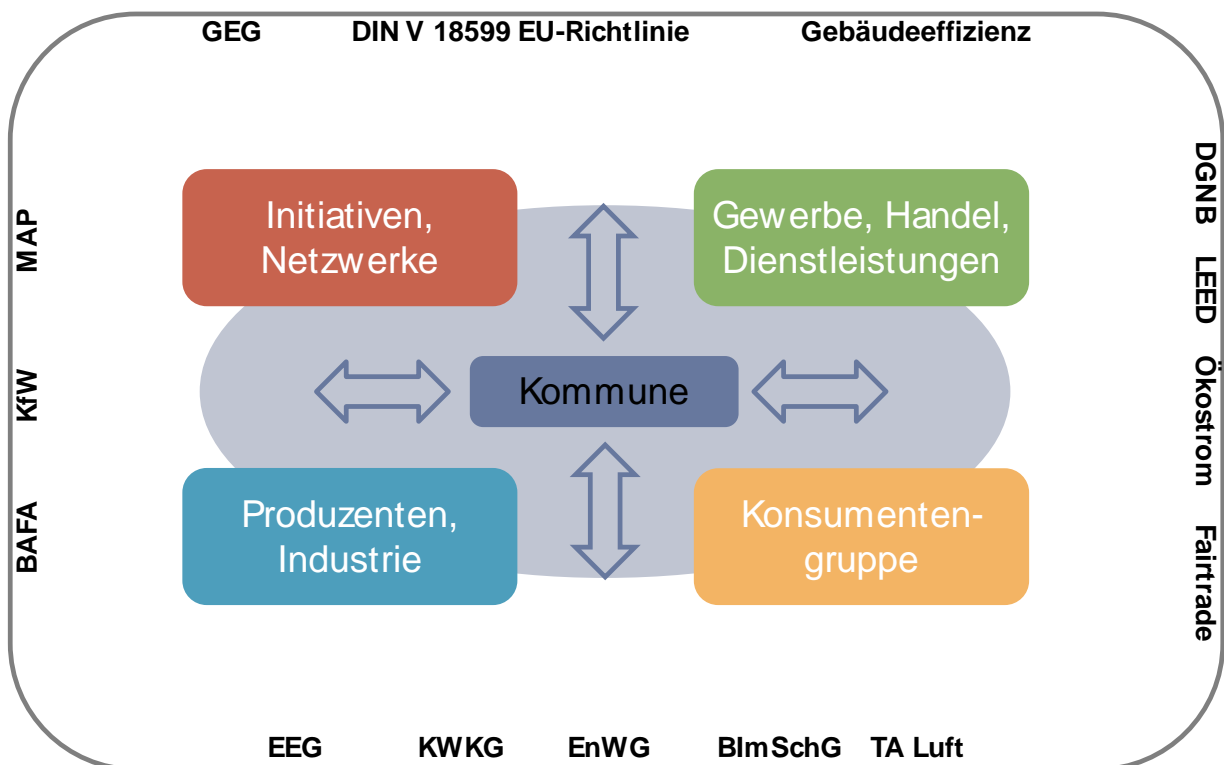 GEG DIN V 18599 EU-Richtlinie Gebäudeeffizienz
MAP
KfW
BAFA
Initiativen,
Netzwerke
Gewerbe, Handel,
Dienstleistungen
Kommune
Produzenten,
Industrie
Konsumenten-
gruppe
DGNB
LEED
Ökostrom
Fairtrade
EEG KWKG EnWG BImSchG TA Luft